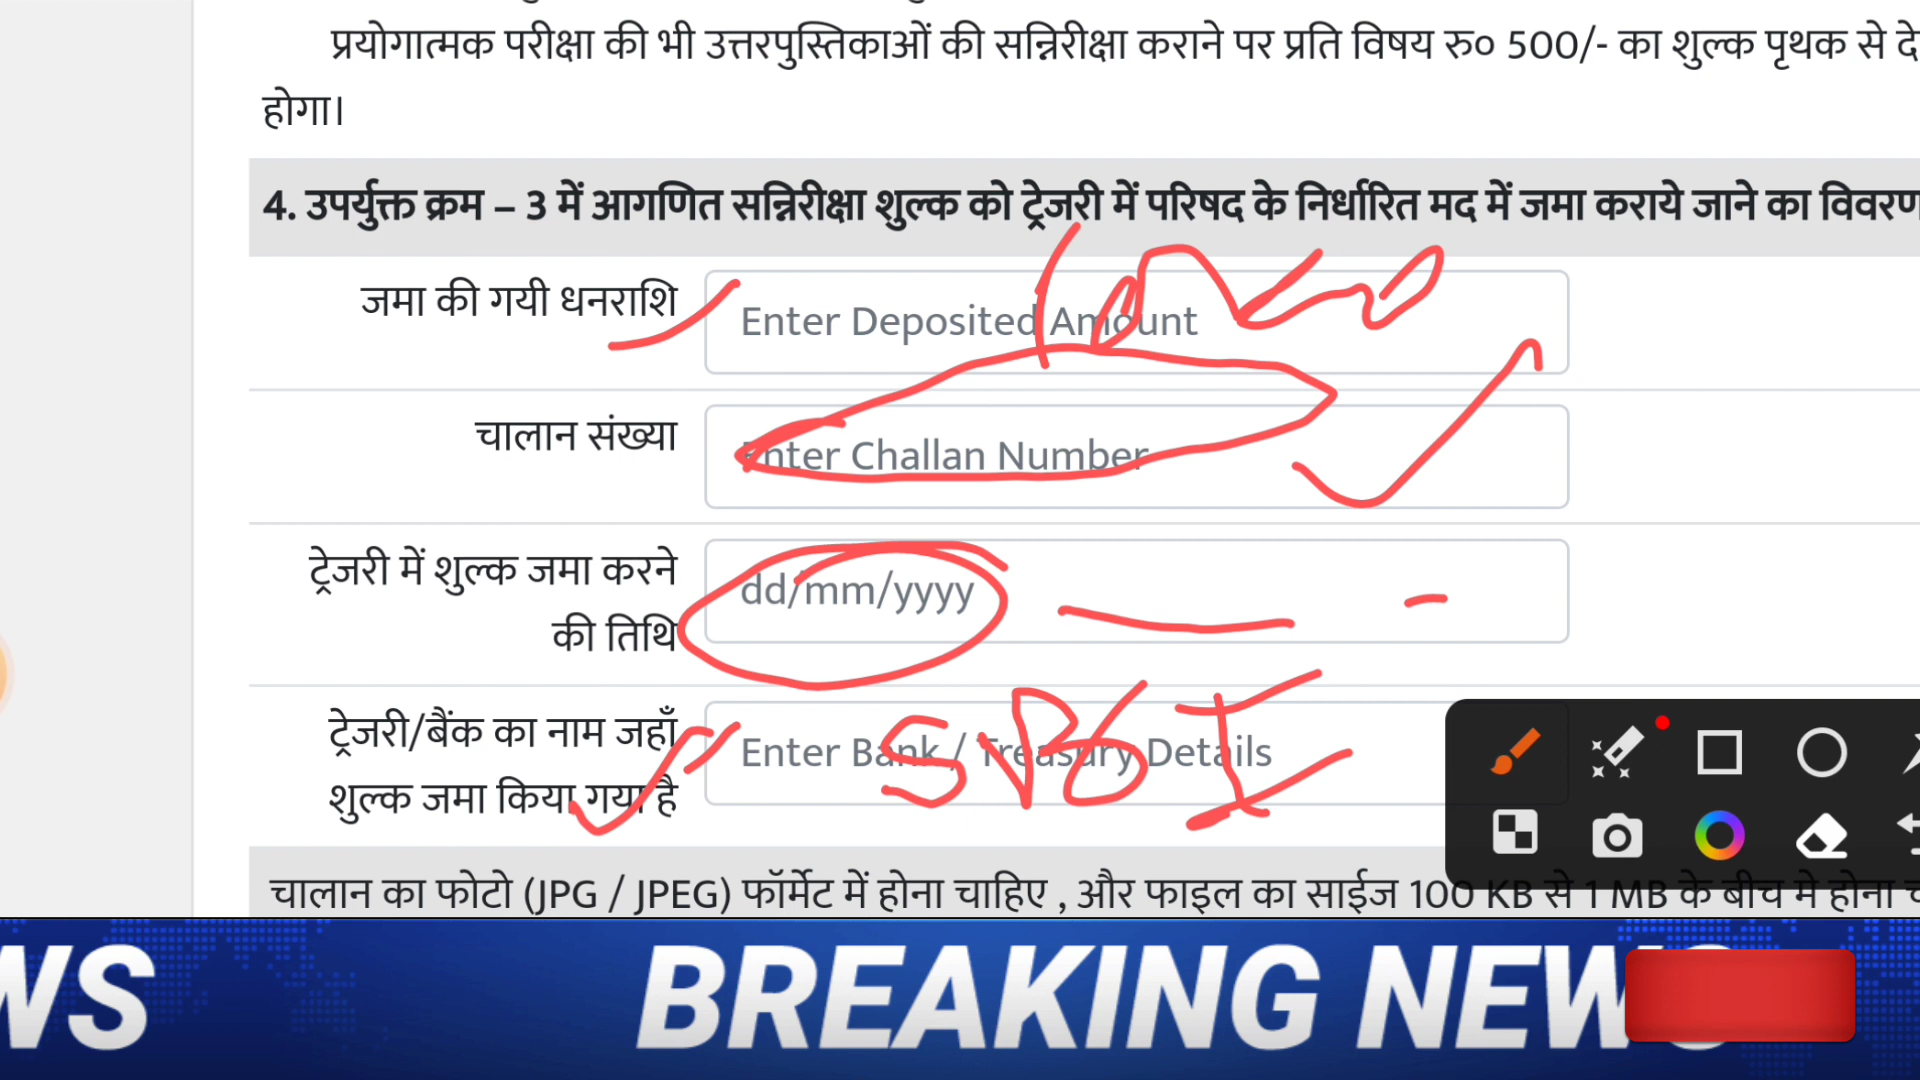 प्रयोगात्मक परीक्षा की भी उत्तरपुस्तिकाओं की सन्निरीक्षा कराने पर प्रति विषय रु० 500/- का शुल्क पृथक से दे
होगा।
4. उपर्युक्त क्रम – 3 में आगणित सन्निरीक्षा शुल्क को ट्रेजरी में परिषद के निर्धारित मद में जमा कराये जाने का विवरण
जमा की गयी धनराशि Enter Deposited Amount
चालान संख्या Enter Challan Number
ट्रेजरी में शुल्क जमा करने dd/mm/yyyy
की तिथि
ट्रेजरी/बैंक का नाम जहाँ Enter Bank / Treasury Details
शुल्क जमा किया गया है
SBI
चालान का फोटो (JPG / JPEG) फॉर्मेट में होना चाहिए , और फाइल का साईज 100 KB से 1 MB के बीच मे होना
WS BREAKING NEWS